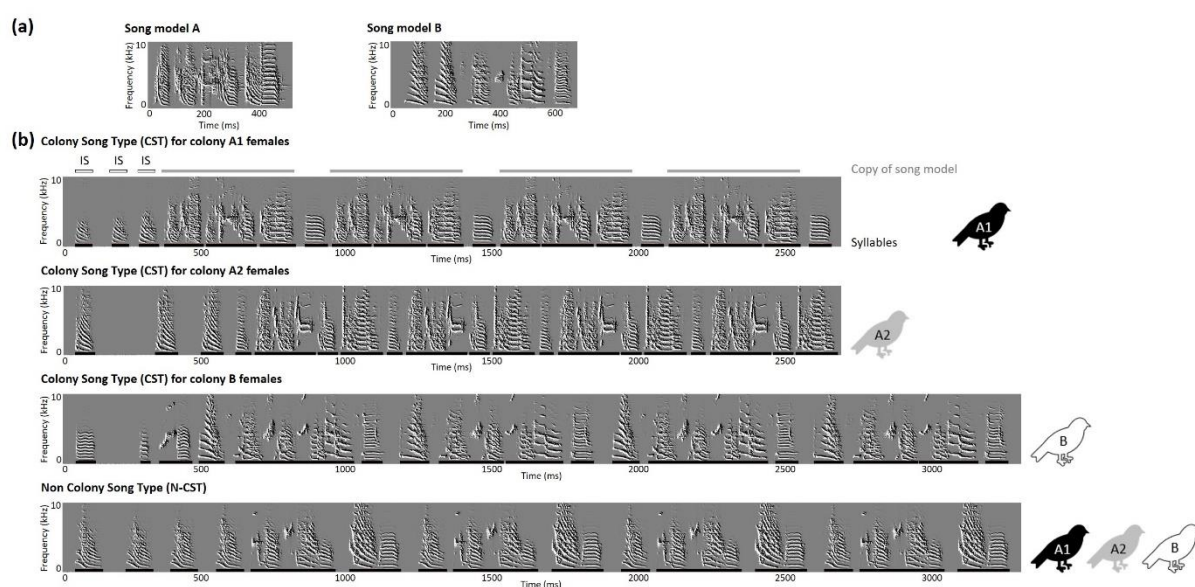 (a)
Song model A
Song model B
Frequency (kHz)
10
0
0 200 400
Time (ms)
Frequency (kHz)
10
0
0 200 400 600
Time (ms)
(b)
Colony Song Type (CST) for colony A1 females
IS IS IS
Copy of song model
Frequency (kHz)
10
0
Syllables
A1
0 500 1000 1500 2000 2500
Time (ms)
Colony Song Type (CST) for colony A2 females
Frequency (kHz)
10
0
A2
0 500 1000 1500 2000 2500
Time (ms)
Colony Song Type (CST) for colony B females
Frequency (kHz)
10
0
B
0 500 1000 1500 2000 2500 3000
Time (ms)
Non Colony Song Type (N-CST)
Frequency (kHz)
10
0
A1 A2 B
0 500 1000 1500 2000 2500 3000
Time (ms)